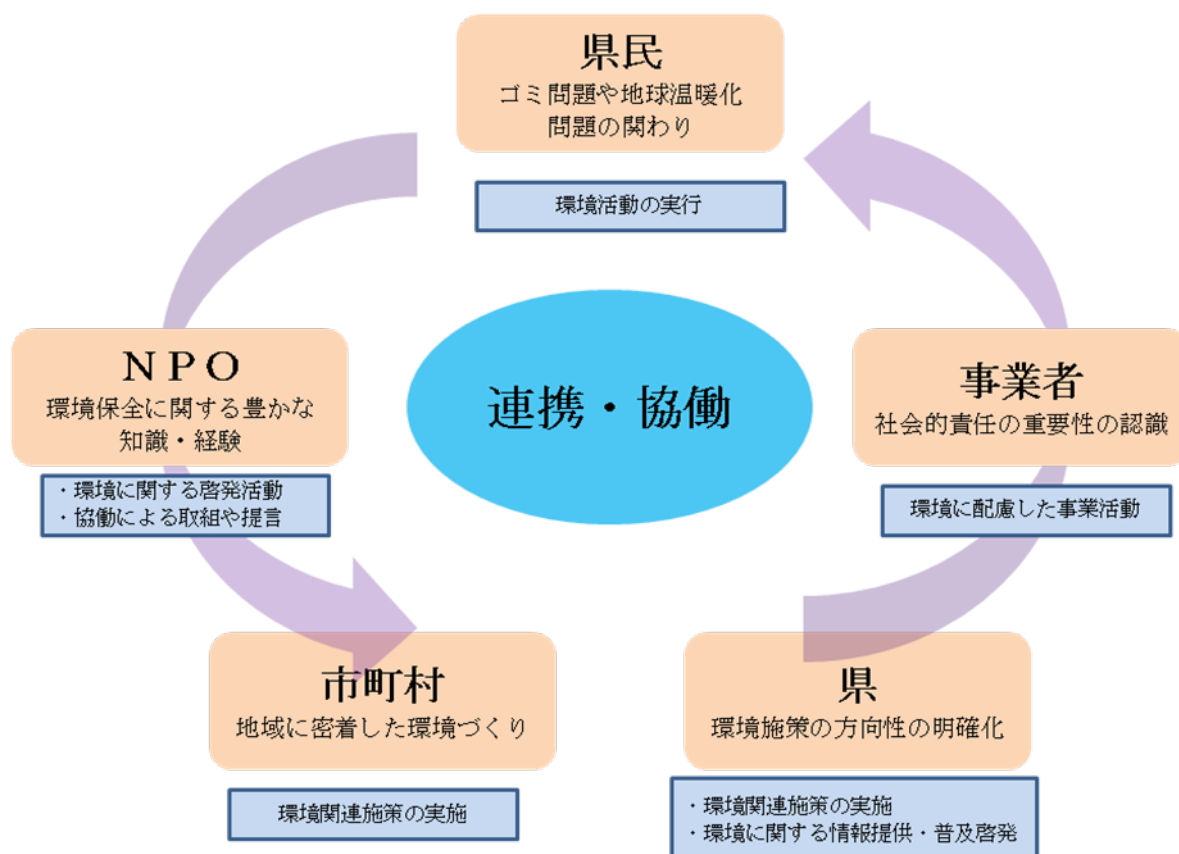 県民
ゴミ問題や地球温暖化
問題の関わり
環境活動の実行
NPO
環境保全に関する豊かな
知識・経験
・環境に関する啓発活動
・協働による取組や提言
連携・協働
事業者
社会的責任の重要性の認識
環境に配慮した事業活動
市町村
地域に密着した環境づくり
環境関連施策の実施
県
環境施策の方向性の明確化
・環境関連施策の実施
・環境に関する情報提供・普及啓発